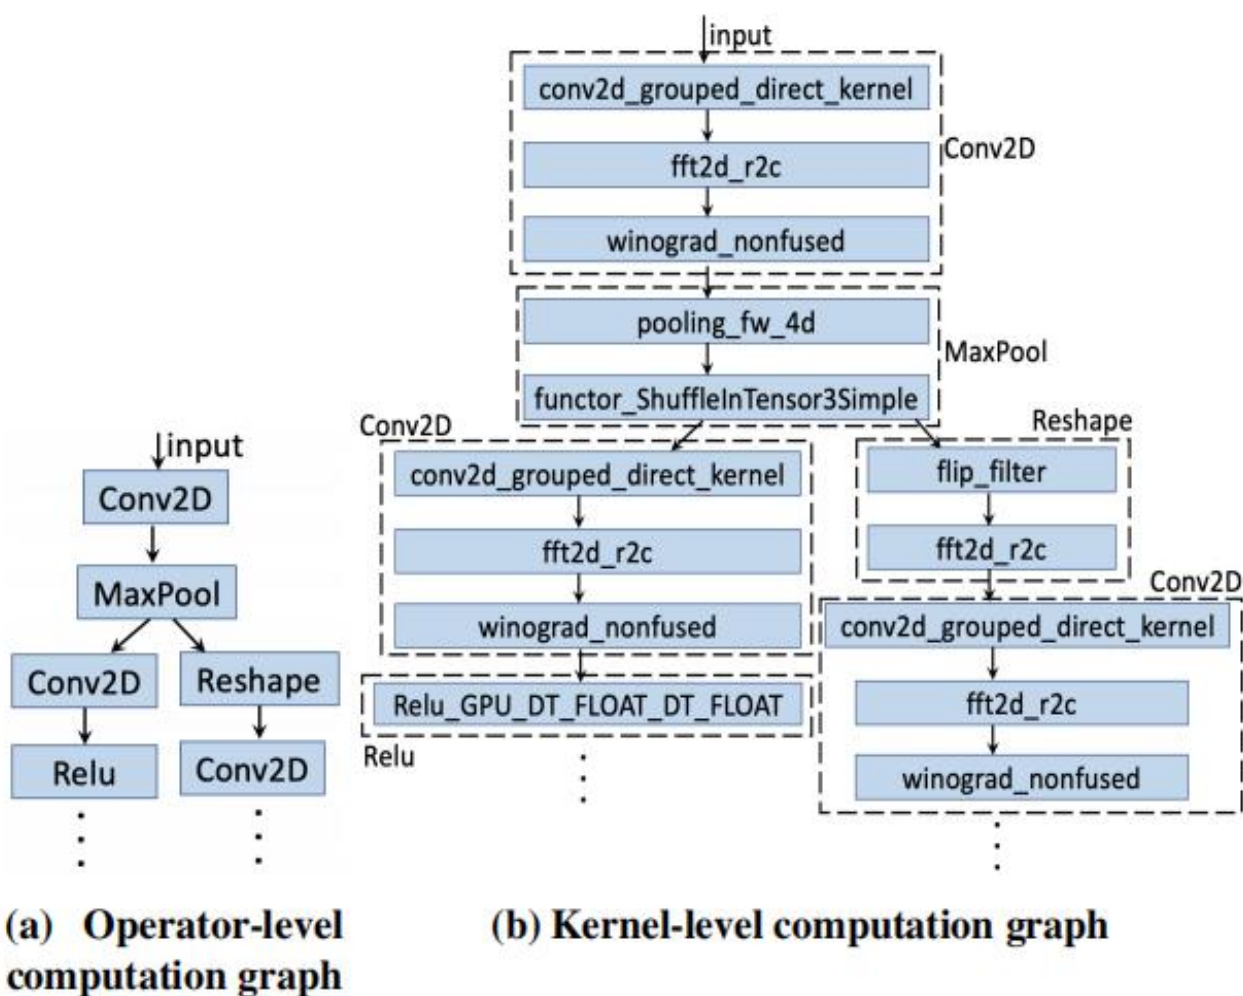 input
Conv2D
MaxPool
Conv2D
Reshape
Relu
Conv2D
(a) Operator-level
computation graph
input
conv2d_grouped_direct_kernel
Conv2D
fft2d_r2c
winograd_nonfused
pooling_fw_4d
MaxPool
functor_ShuffleInTensor3Simple
Conv2D
conv2d_grouped_direct_kernel
fft2d_r2c
winograd_nonfused
Relu_GPU_DT_FLOAT_DT_FLOAT
Relu
Reshape
flip_filter
fft2d_r2c
Conv2D
conv2d_grouped_direct_kernel
fft2d_r2c
winograd_nonfused
(b) Kernel-level computation graph